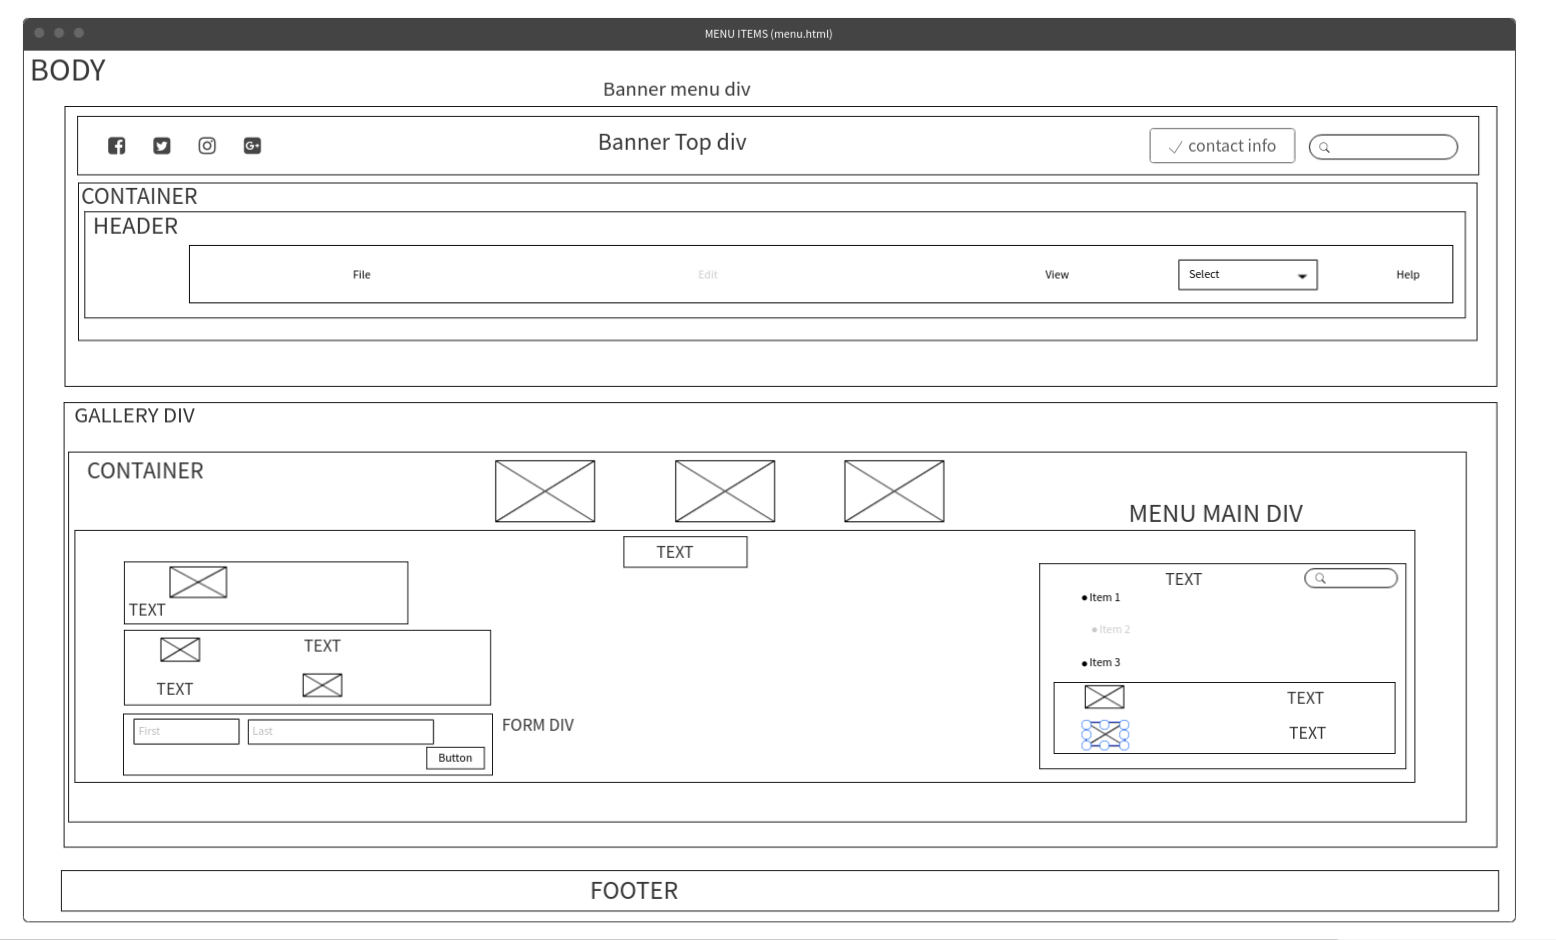 MENU ITEMS (menu.html)
BODY
Banner menu div
Banner Top div
contact info
CONTAINER
HEADER
File Edit View Select Help
GALLERY DIV
CONTAINER
MENU MAIN DIV
TEXT
TEXT
TEXT
TEXT
First Last
Button
FORM DIV
TEXT
Item 1
Item 2
Item 3
TEXT
TEXT
FOOTER